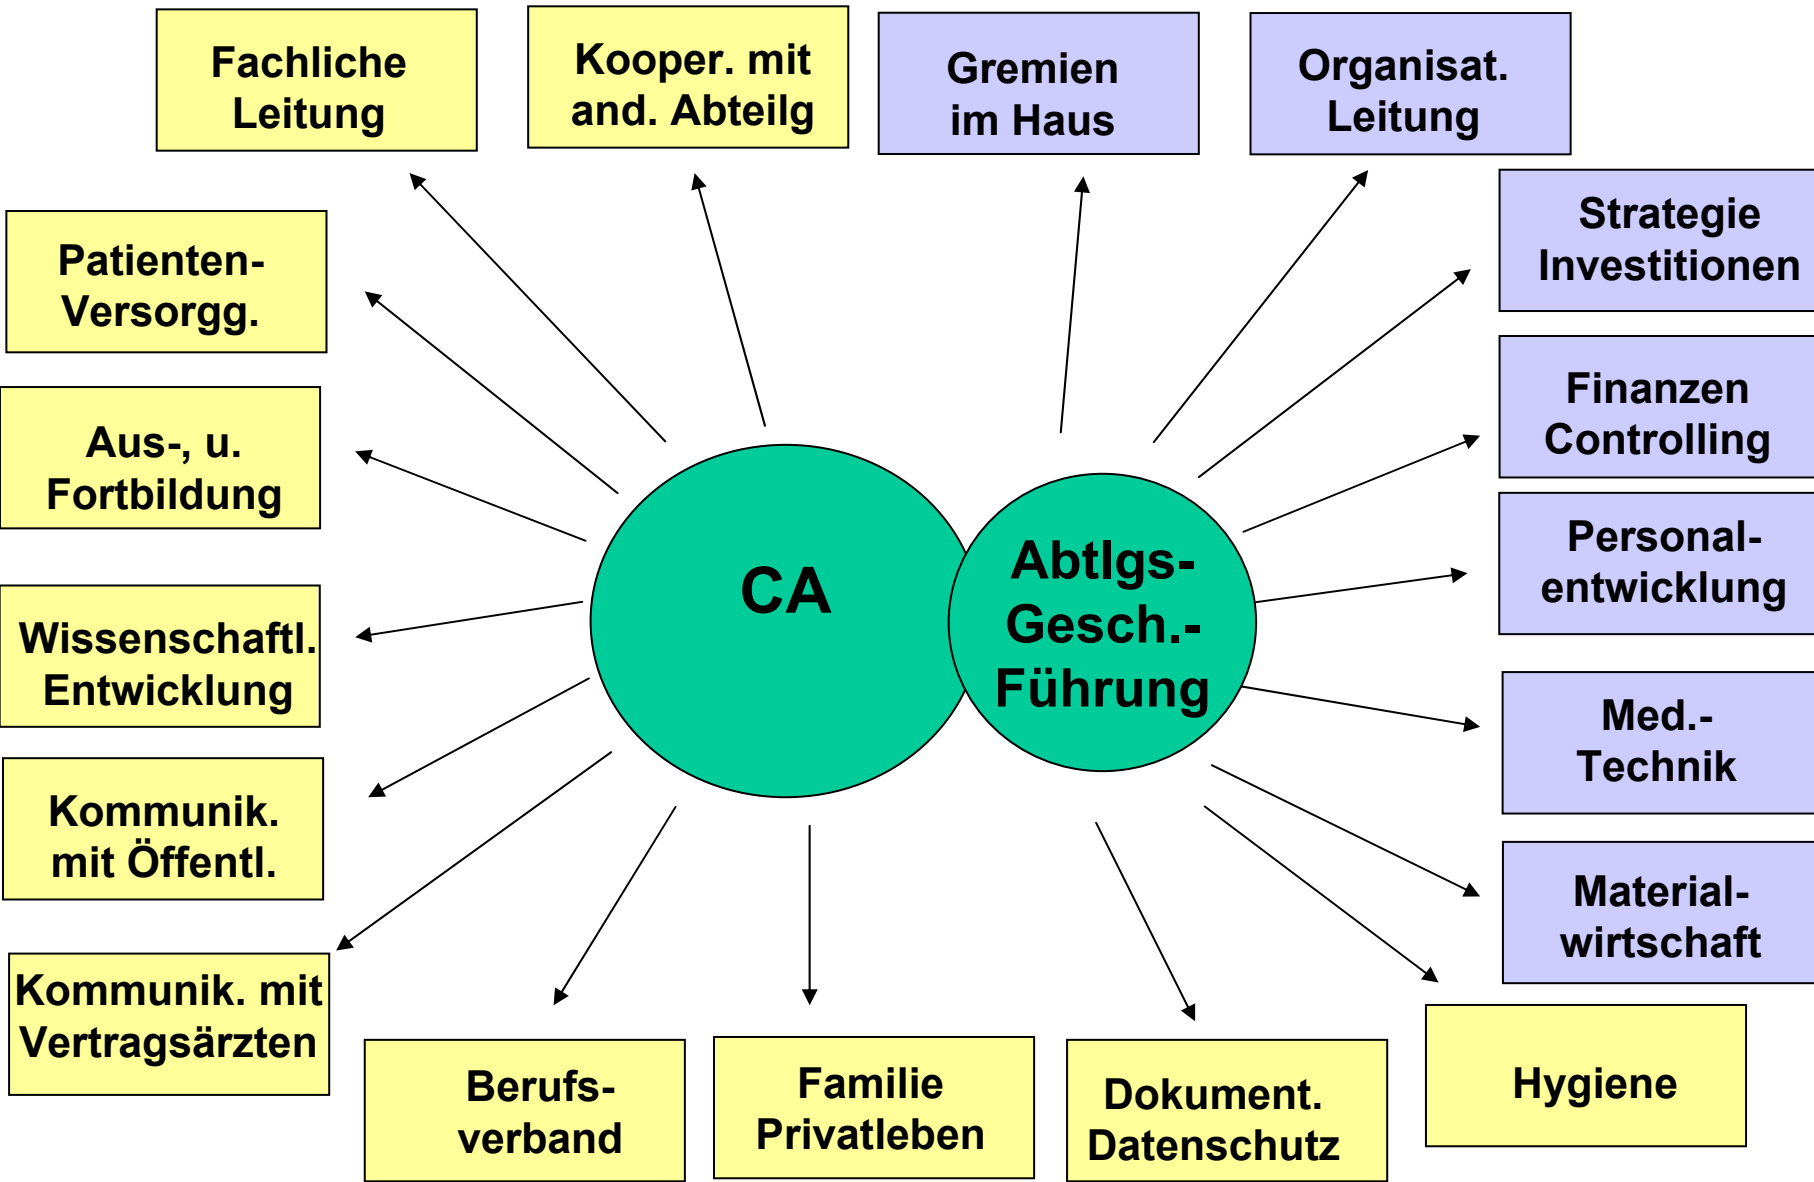 Fachliche
Leitung
Kooper. mit
and. Abteilg
Gremien
im Haus
Organisat.
Leitung
Strategie
Investitionen
Patienten-
Versorgg.
Finanzen
Controlling
Aus-, u.
Fortbildung
Personal-
entwicklung
CA
Abtlgs-
Gesch.-
Führung
Wissenschaftl.
Entwicklung
Med.-
Technik
Kommunik.
mit Öffentl.
Material-
wirtschaft
Kommunik. mit
Vertragsärzten
Berufs-
verband
Familie
Privatleben
Dokument.
Datenschutz
Hygiene